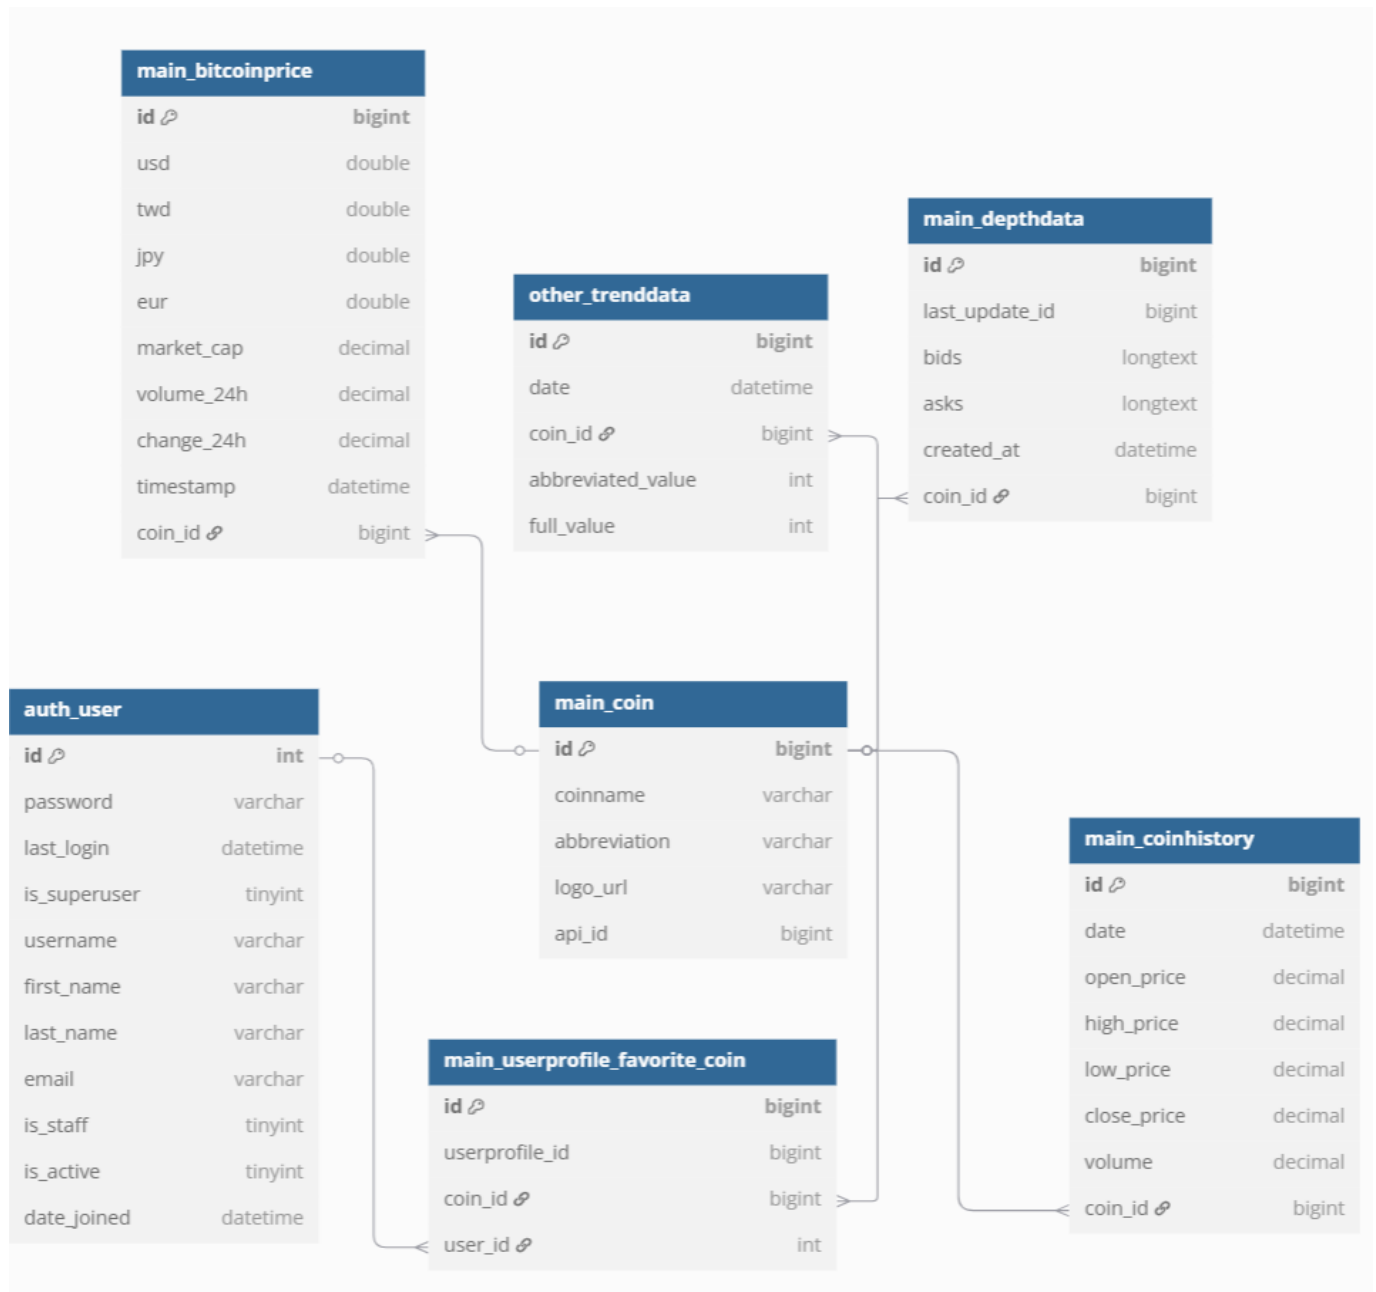 main_bitcoinprice
id bigint
usd double
twd double
jpy double
eur double
market_cap decimal
volume_24h decimal
change_24h decimal
timestamp datetime
coin_id bigint
other_trenddata
id bigint
date datetime
coin_id bigint
abbreviated_value int
full_value int
main_depthdata
id bigint
last_update_id bigint
bids longtext
asks longtext
created_at datetime
coin_id bigint
auth_user
id int
password varchar
last_login datetime
is_superuser tinyint
username varchar
first_name varchar
last_name varchar
email varchar
is_staff tinyint
is_active tinyint
date_joined datetime
main_coin
id bigint
coinname varchar
abbreviation varchar
logo_url varchar
api_id bigint
main_userprofile_favorite_coin
id bigint
userprofile_id bigint
coin_id bigint
user_id int
main_coinhistory
id bigint
date datetime
open_price decimal
high_price decimal
low_price decimal
close_price decimal
volume decimal
coin_id bigint